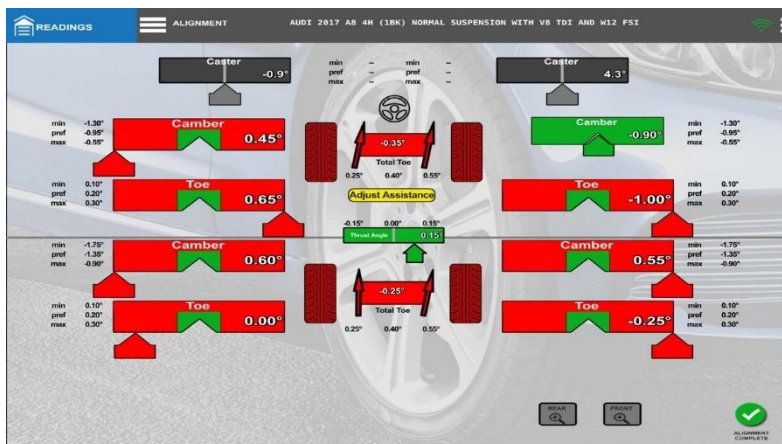 READINGS
ALIGNMENT
AUDI 2017 A8 4H (1BK) NORMAL SUSPENSION WITH V8 TDI AND W12 FSI
Caster
-0.9°
min – – min
pref – – pref
max – – max
Caster
4.3°
min -1.30°
pref -0.95°
max -0.55°
Camber
0.45°
-0.35°
Total Toe
0.25° 0.40° 0.55°
Camber
-0.90°
min -1.30°
pref -0.95°
max -0.55°
min 0.10°
pref 0.20°
max 0.30°
Toe
0.65°
Adjust Assistance
Toe
-1.00°
min 0.10°
pref 0.20°
max 0.30°
-0.15° 0.00° 0.15°
Thrust Angle 0.15°
min -1.75°
pref -1.35°
max -0.90°
Camber
0.60°
-0.25°
Total Toe
0.25° 0.40° 0.55°
Camber
0.55°
min -1.75°
pref -1.35°
max -0.90°
min 0.10°
pref 0.20°
max 0.30°
Toe
0.00°
Toe
-0.25°
min 0.10°
pref 0.20°
max 0.30°
REAR
FRONT
ALIGNMENT
COMPLETE